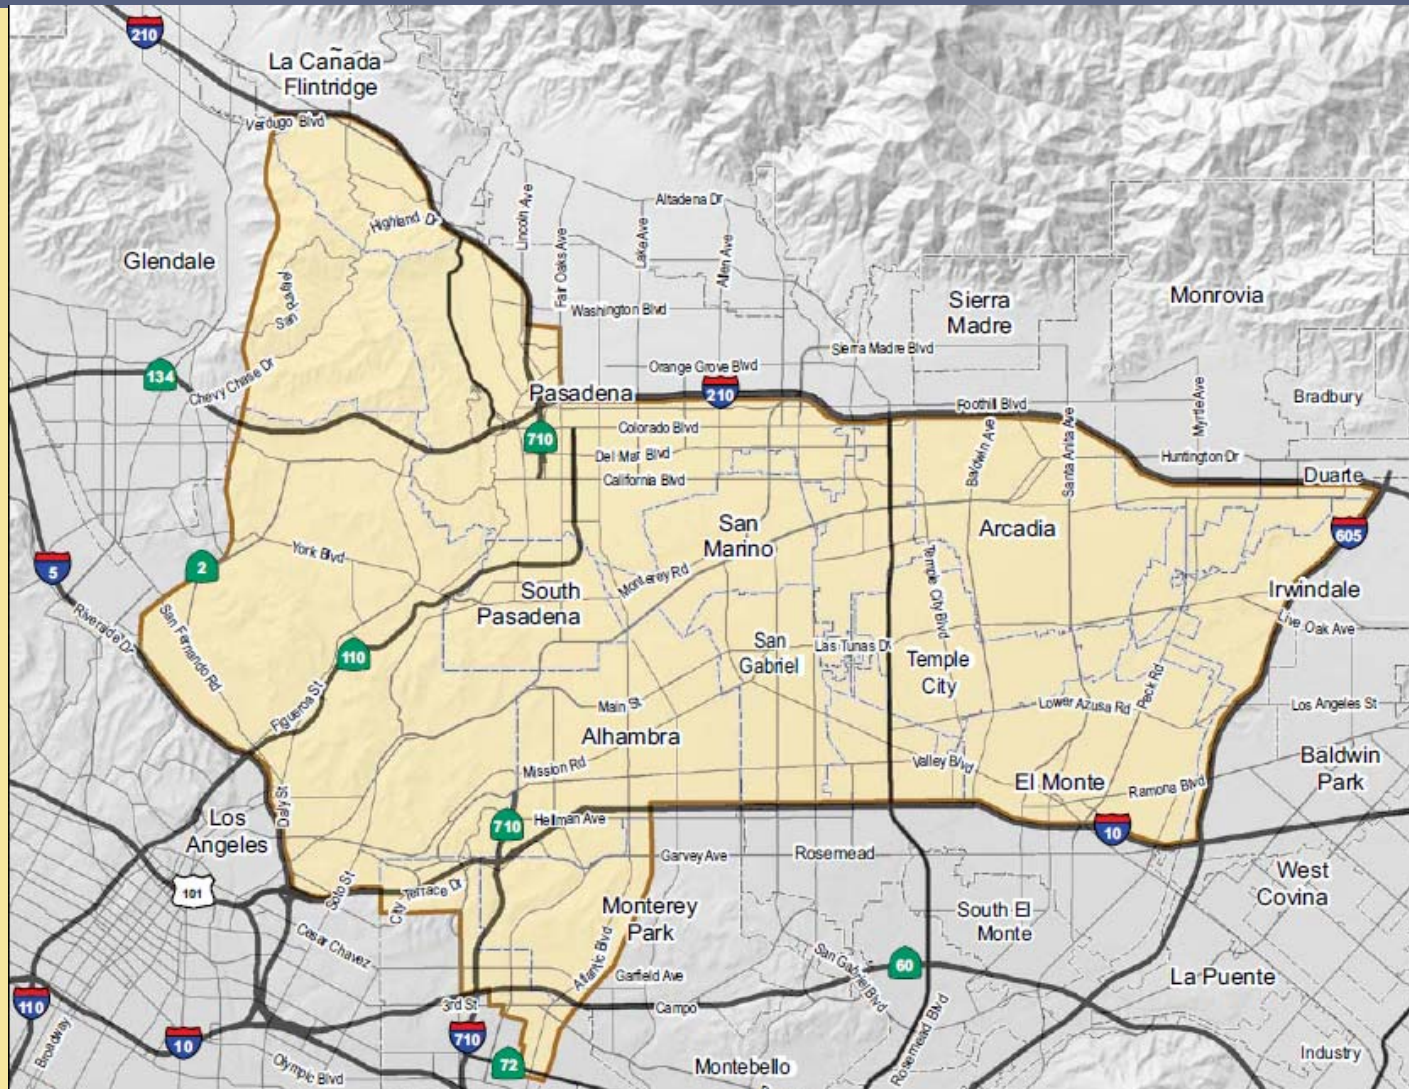 210
La Cañada
Flintridge
Verdugo Blvd
Highland Dr
Lincoln Ave
Fair Oaks Ave
Altadena Dr
Lake Ave
Allen Ave
Glendale
San Rafael
Washington Blvd
Sierra
Madre
Monrovia
Sierra Madre Blvd
Orange Grove Blvd
134
Chevy Chase Dr
Pasadena
210
Foothill Blvd
Myrtle Ave
Bradbury
Colorado Blvd
710
Del Mar Blvd
California Blvd
Baldwin Ave
Santa Anita Ave
Huntington Dr
Duarte
San
Marino
Arcadia
605
York Blvd
2
5
Monterey Rd
South
Pasadena
Temple City Blvd
Irwindale
Live Oak Ave
Riverside Dr
San Fernando Rd
110
Figueroa St
San
Gabriel
Las Tunas D
Temple
City
Peck Rd
Lower Azusa Rd
Los Angeles St
Main St
Alhambra
Mission Rd
Valley Blvd
El Monte
Ramona Blvd
Baldwin
Park
Los
Angeles
Daly St
710
Hellman Ave
10
Garvey Ave
Rosemead
West
Covina
101
Soto St
City Terrace Dr
Cesar Chavez
Monterey
Park
Atlantic Blvd
South El
Monte
San Gabriel Blvd
60
La Puente
Garfield Ave
110
3rd St
Campo
Broadway
10
710
72
Olympic Blvd
Montebello
Rosemead Blvd
Industry